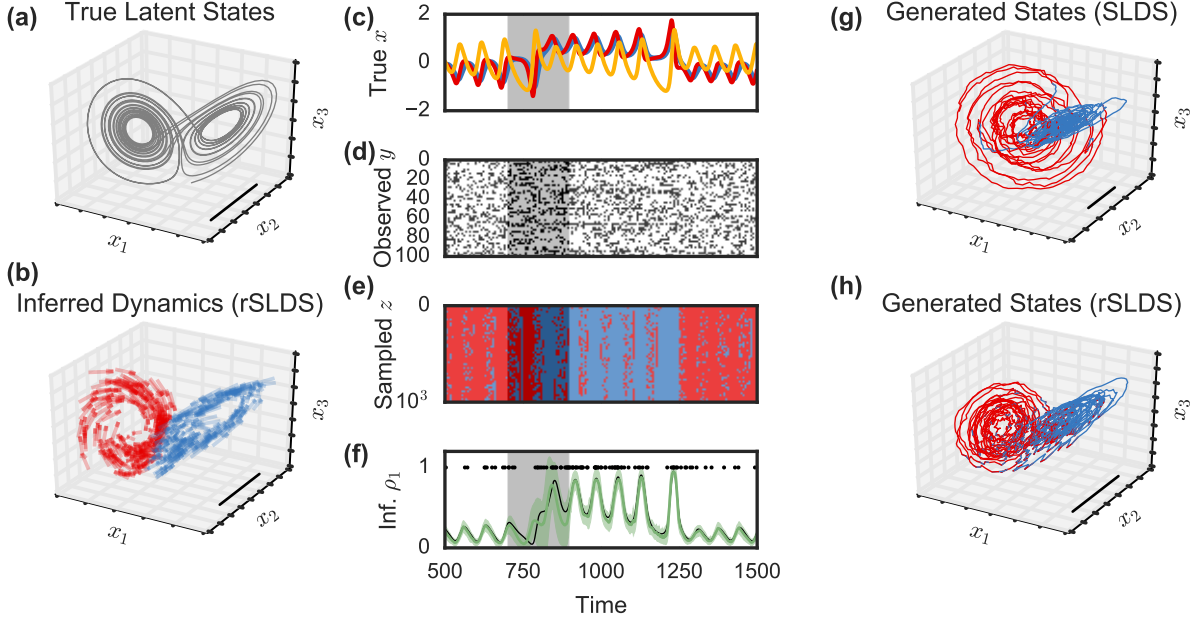 (a)
True Latent States
x₁
x₂
x₃
(b)
Inferred Dynamics (rSLDS)
x₁
x₂
x₃
(c)
True x
2
0
−2
(d)
Observed y
0
20
40
60
80
100
(e)
Sampled z
0
10³
(f)
Inf. ρ₁
1
0
500 750 1000 1250 1500
Time
(g)
Generated States (SLDS)
x₁
x₂
x₃
(h)
Generated States (rSLDS)
x₁
x₂
x₃